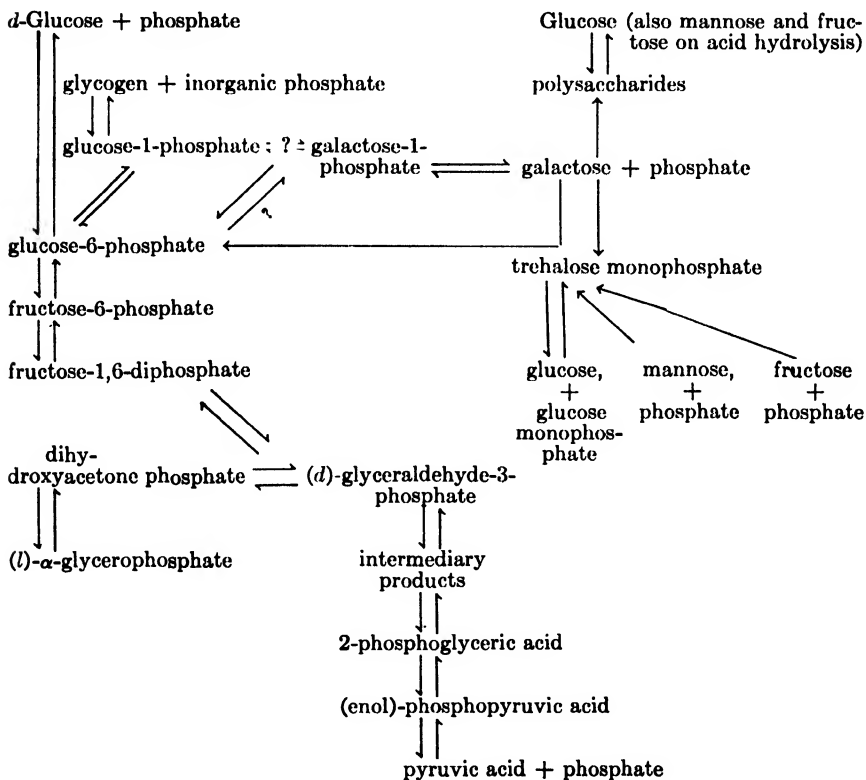 d-Glucose + phosphate
Glucose (also mannose and fruc-
tose on acid hydrolysis)
glycogen + inorganic phosphate
polysaccharides
glucose-1-phosphate : ? galactose-1-
phosphate
galactose + phosphate
?
glucose-6-phosphate
trehalose monophosphate
fructose-6-phosphate
fructose-1,6-diphosphate
glucose,
+
glucose
monophos-
phate
mannose,
+
phosphate
fructose
+
phosphate
dihy-
droxyacetone phosphate
(d)-glyceraldehyde-3-
phosphate
(l)-α-glycerophosphate
intermediary
products
2-phosphoglyceric acid
(enol)-phosphopyruvic acid
pyruvic acid + phosphate